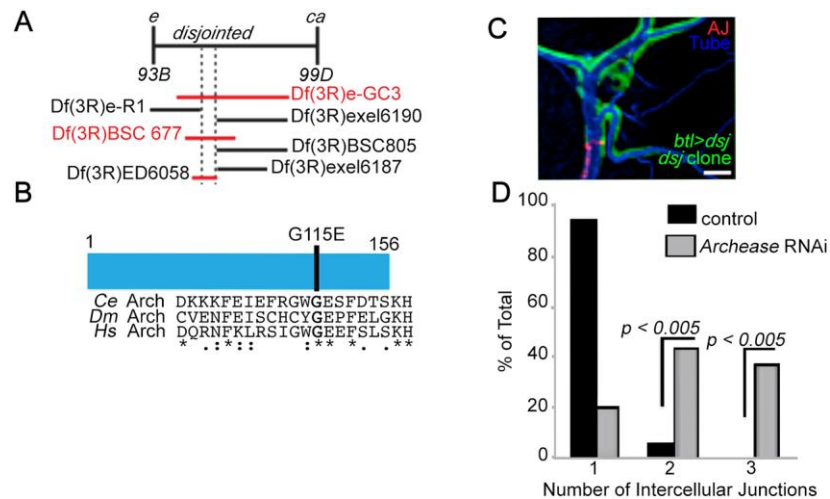 A
e
ca
disjointed
93B
99D
Df(3R)e-GC3
Df(3R)e-R1
Df(3R)exel6190
Df(3R)BSC 677
Df(3R)BSC805
Df(3R)exel6187
Df(3R)ED6058
B
G115E
1
156
Ce Arch DKKKFEIEFRGWGESFDTSKH
Dm Arch CVENFEISCHCYGEPFELGKH
Hs Arch DQRNFKLRSIGWGEEFSLSKH
* .:*:: :** *. **
C
AJ
Tube
btl>dsj
dsj clone
D
control
Archease RNAi
100
80
60
40
20
0
% of Total
p < 0.005
p < 0.005
1 2 3
Number of Intercellular Junctions